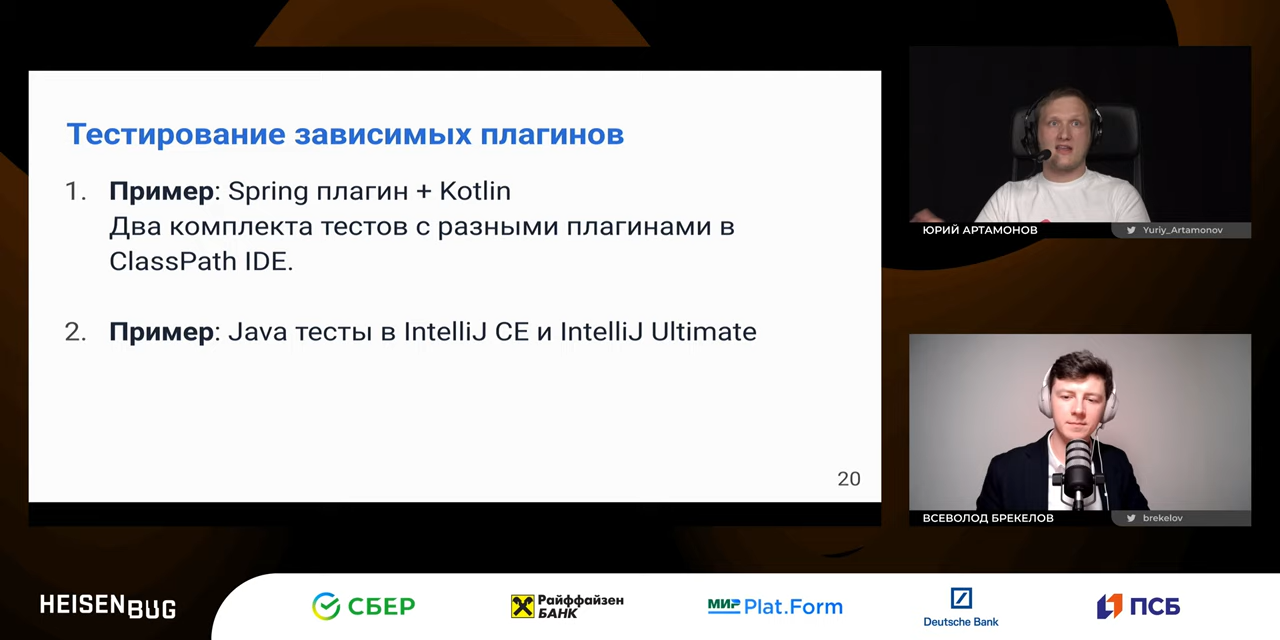 Тестирование зависимых плагинов
1. Пример: Spring плагин + Kotlin
Два комплекта тестов с разными плагинами в
ClassPath IDE.
2. Пример: Java тесты в IntelliJ CE и IntelliJ Ultimate
20
ЮРИЙ АРТАМОНОВ
Yuriy_Artamonov
ВСЕВОЛОД БРЕКЕЛОВ
brekelov
HEISENBUG
СБЕР
Райффайзен
БАНК
МИР Plat.Form
Deutsche Bank
ПСБ